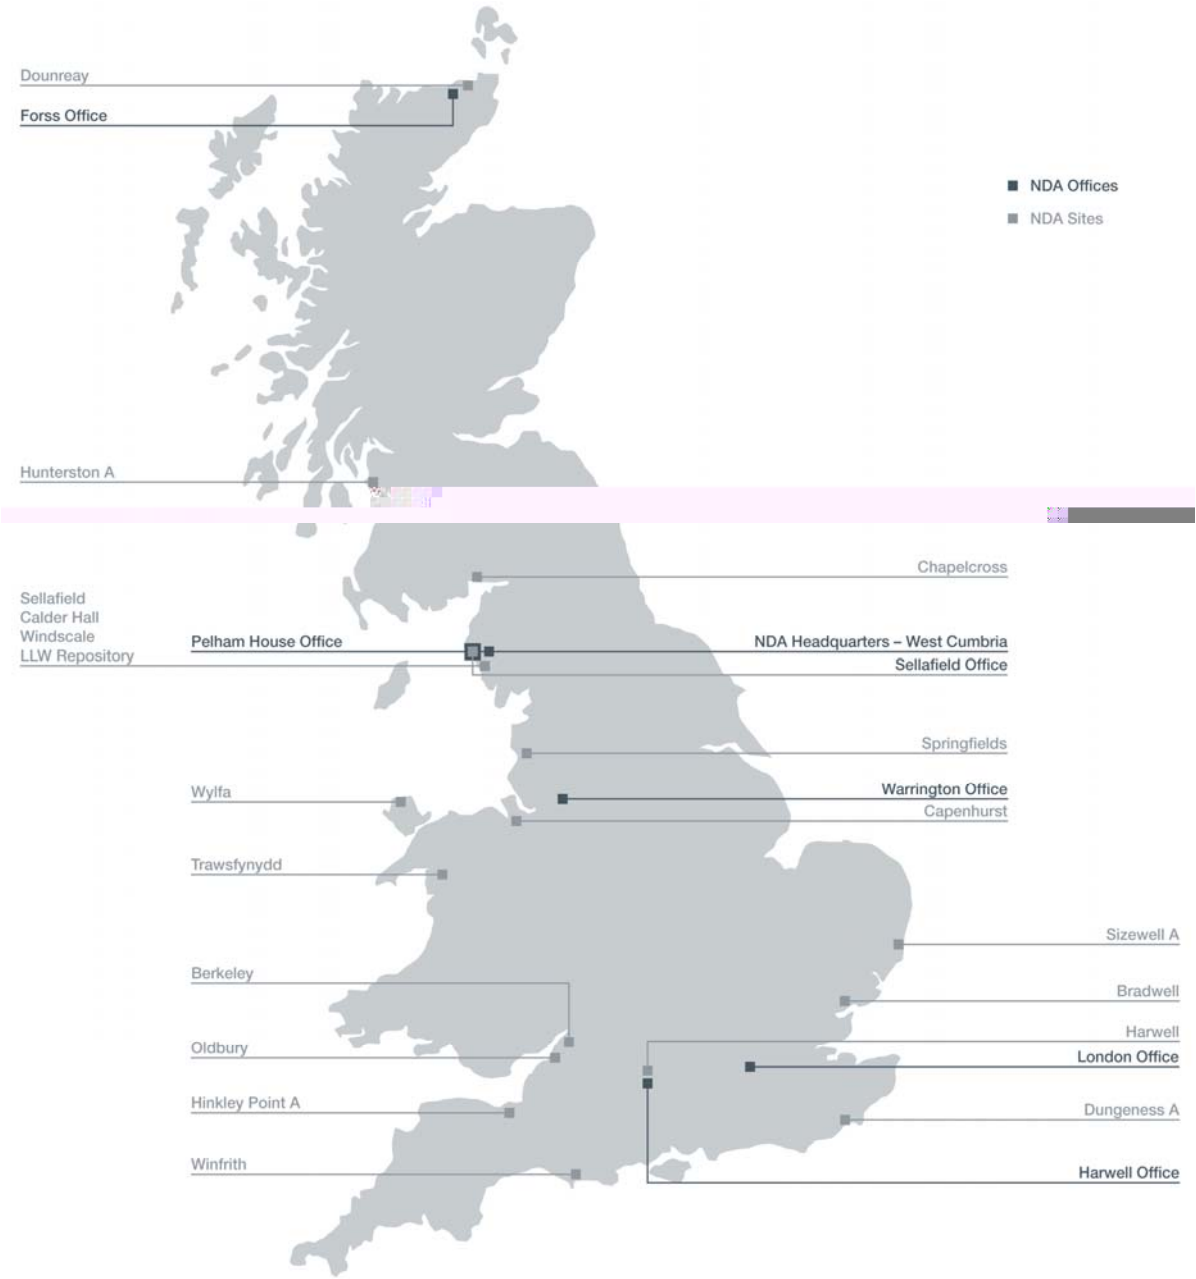 Dounreay
Forss Office
NDA Offices
NDA Sites
Hunterston A
Chapelcross
Sellafield
Calder Hall
Windscale
LLW Repository
Pelham House Office
NDA Headquarters – West Cumbria
Sellafield Office
Springfields
Wylfa
Warrington Office
Capenhurst
Trawsfynydd
Sizewell A
Berkeley
Bradwell
Harwell
Oldbury
London Office
Hinkley Point A
Dungeness A
Winfrith
Harwell Office